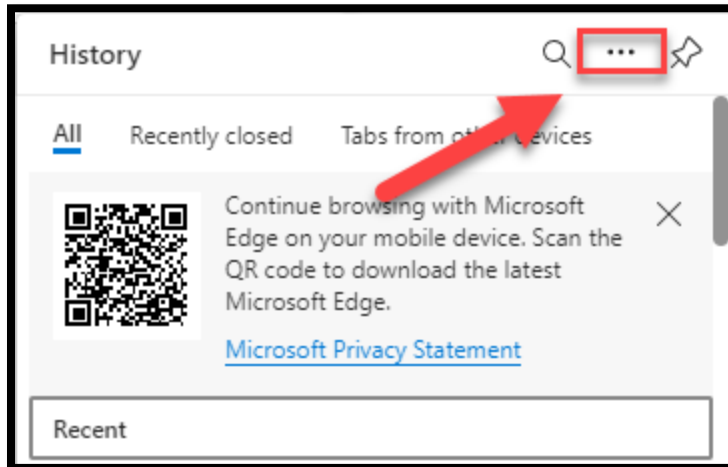 History
All Recently closed Tabs from other devices
Continue browsing with Microsoft
Edge on your mobile device. Scan the
QR code to download the latest
Microsoft Edge.
Microsoft Privacy Statement
Recent